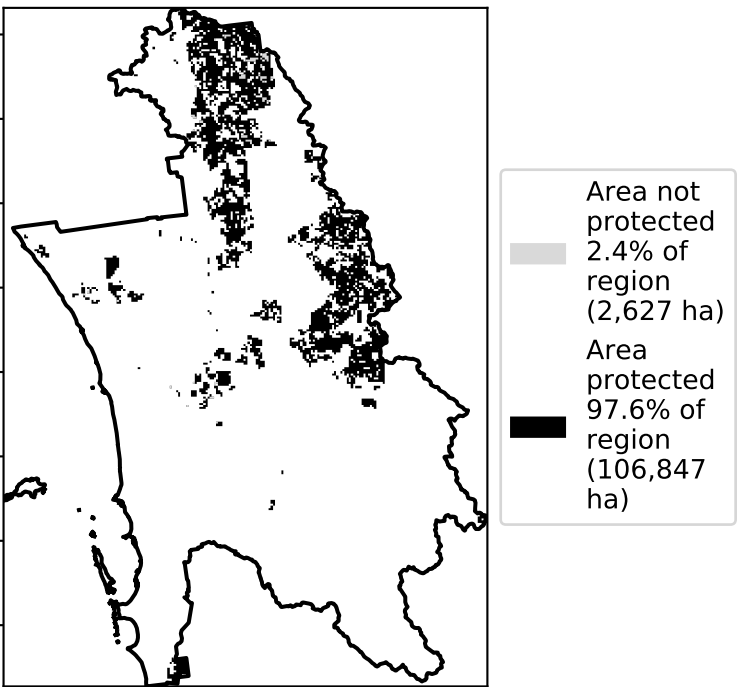 Area not
protected
2.4% of
region
(2,627 ha)
Area
protected
97.6% of
region
(106,847
ha)